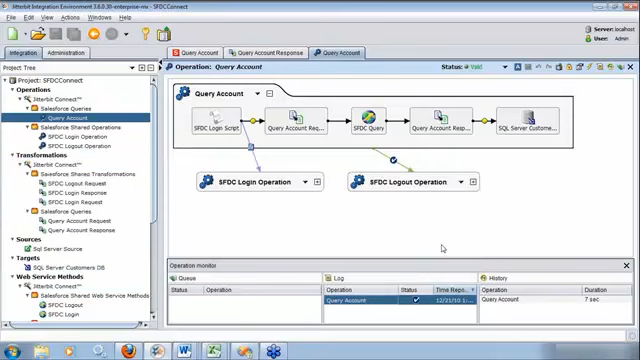 Jitterbit Integration Environment 3.6.0.30-enterprise-mv
File Edit View Actions Window Help
Server: localhost
User: Admin
Integration Administration
Query Account Query Account Response Query Account
Project Tree
Operation: Query Account
Status: Valid
Project: SFDCConnect
Operations
Jitterbit Connect™
Salesforce Queries
Query Account
Salesforce Shared Operations
SFDC Login Operation
SFDC Logout Operation
Transformations
Jitterbit Connect™
Salesforce Shared Transformations
SFDC Login Request
SFDC Login Response
SFDC Logout Request
Salesforce Queries
Query Account Request
Query Account Response
Sources
Sql Server Source
Targets
SQL Server Customers DB
Web Service Methods
Jitterbit Connect™
Salesforce Shared Web Service Methods
SFDC Logout
SFDC Login
Query Account
SFDC Login Script
Query Account Req...
SFDC Query
Query Account Resp...
SQL Server Custome...
SFDC Login Operation
SFDC Logout Operation
Operation monitor
Queue
Status Operation
Log
Operation Status Time Repo...
Query Account 12/21/10 1:...
History
Operation Duration
Query Account 7 sec